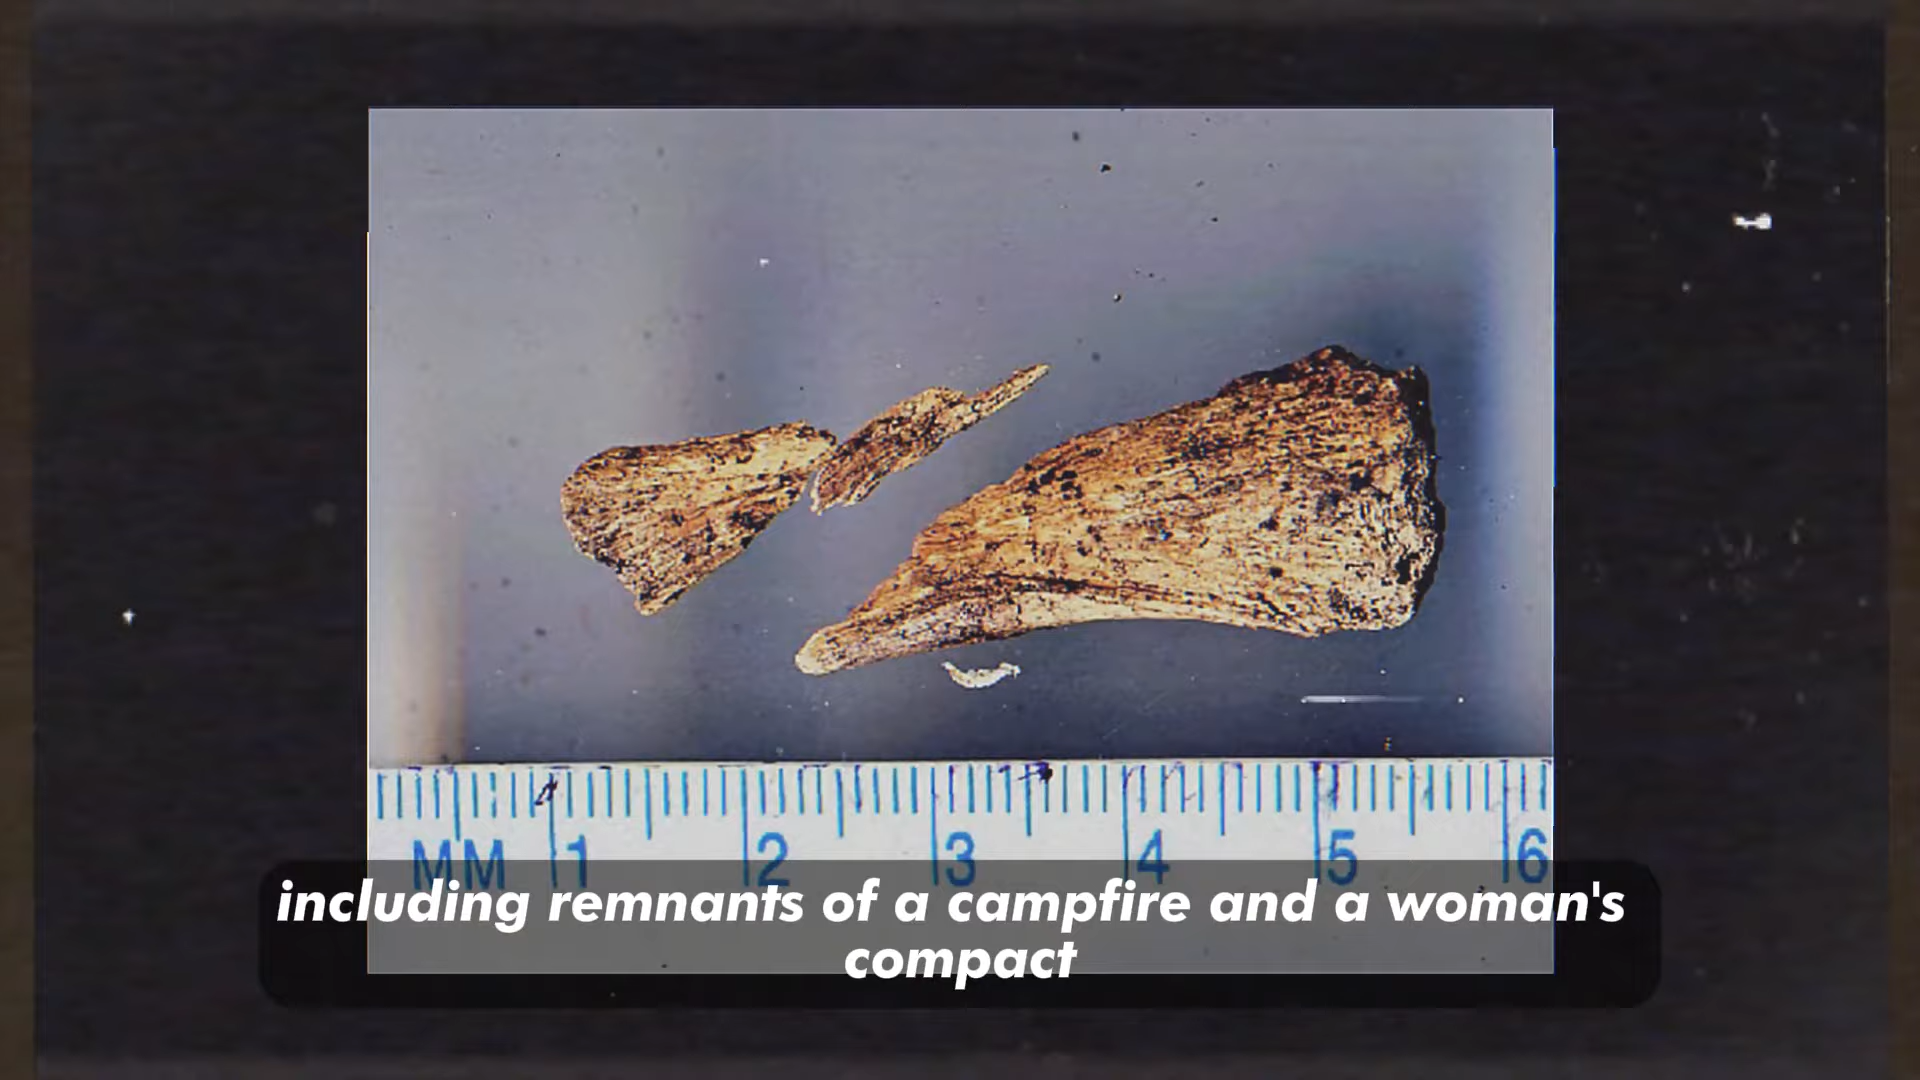 MM 1 2 3 4 5 6
including remnants of a campfire and a woman's
compact